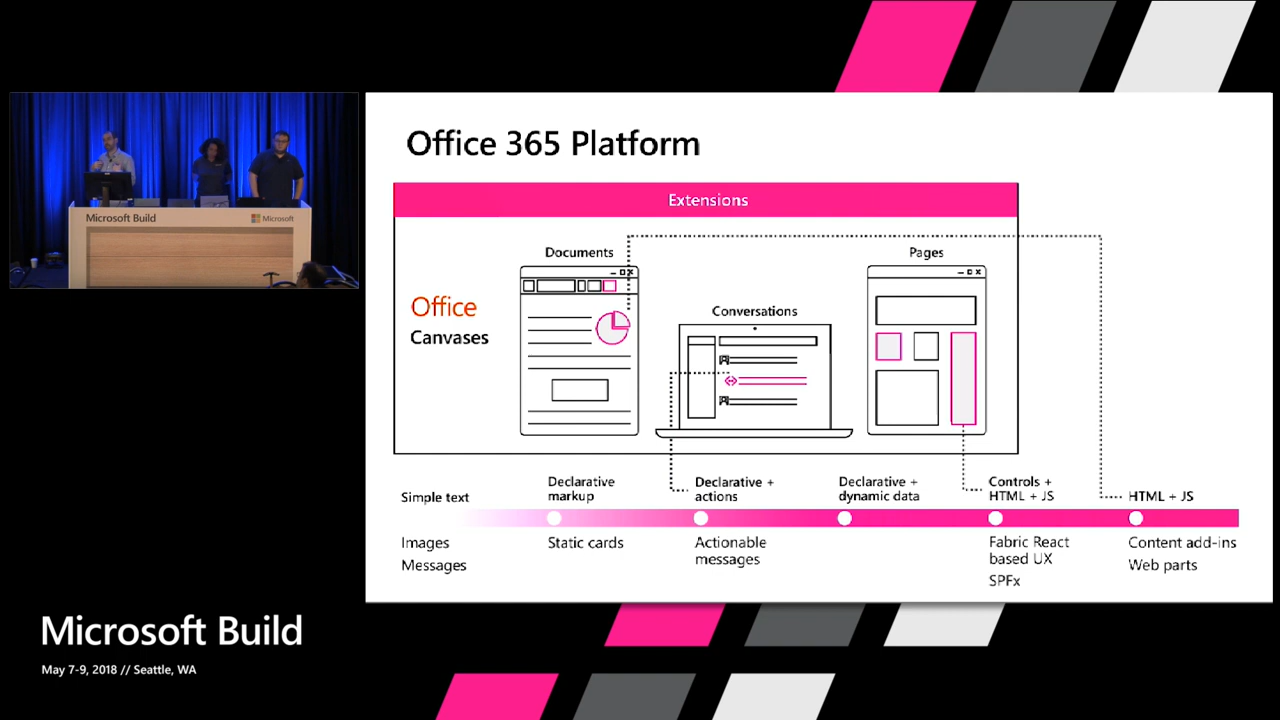 Office 365 Platform
Extensions
Documents
Pages
Office
Canvases
Conversations
Simple text
Declarative
markup
Declarative +
actions
Declarative +
dynamic data
Controls +
HTML + JS
HTML + JS
Images
Messages
Static cards
Actionable
messages
Fabric React
based UX
SPFx
Content add-ins
Web parts
Microsoft Build
Microsoft
Microsoft Build
May 7-9, 2018 // Seattle, WA